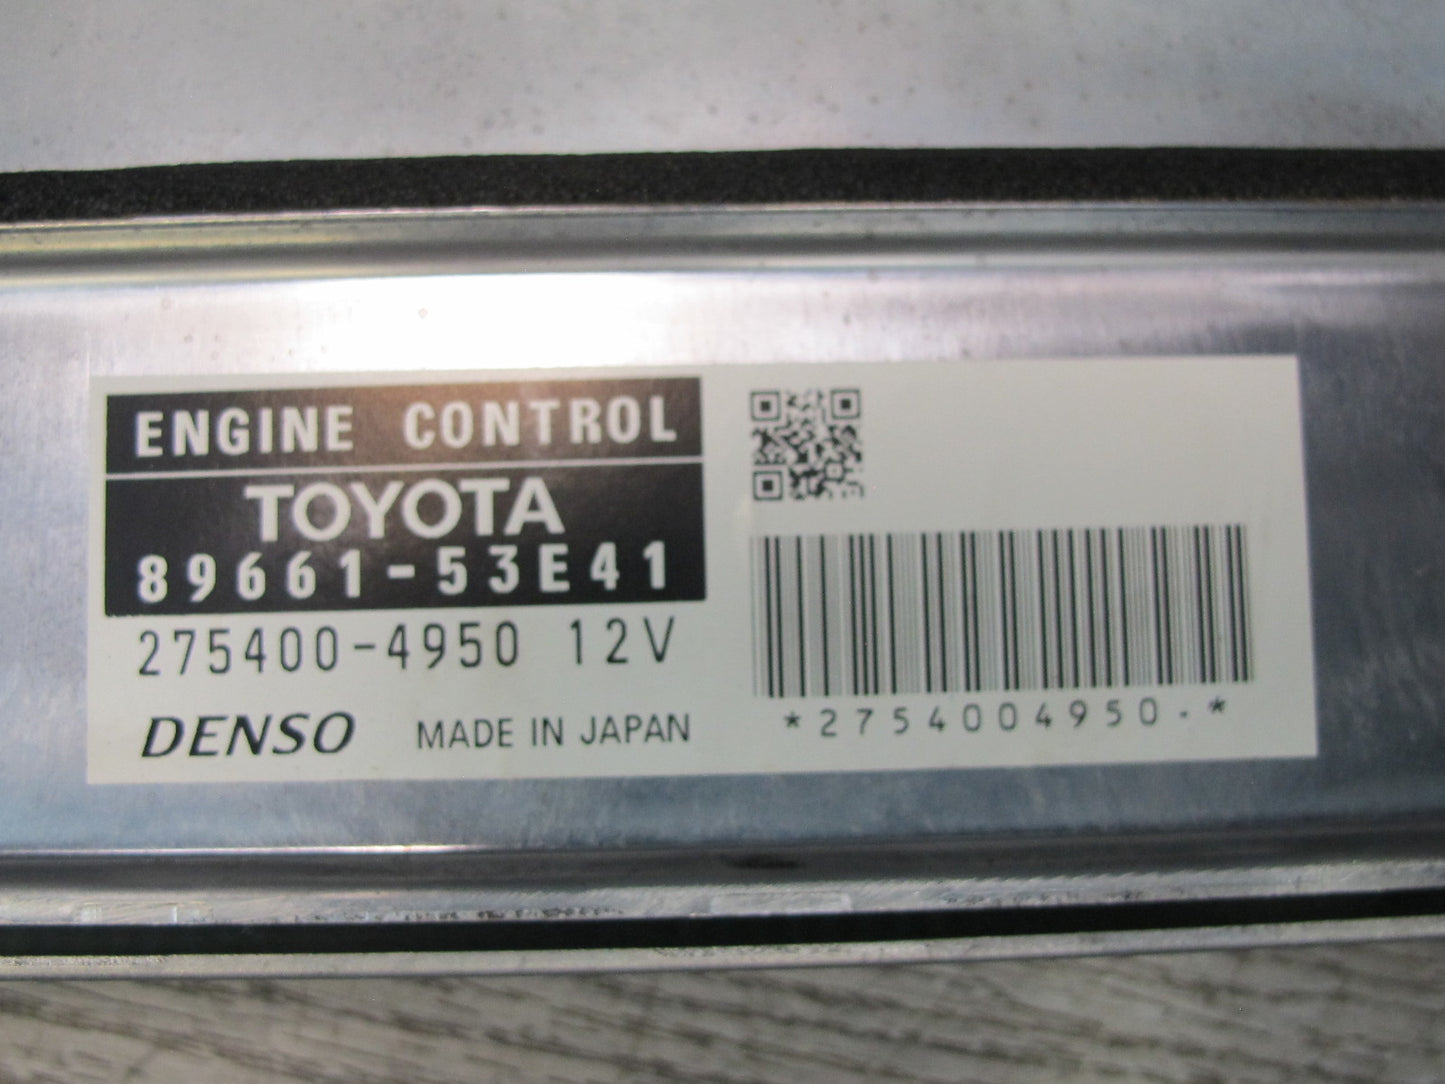 ENGINE CONTROL
TOYOTA
89661-53E41
275400-4950 12V
DENSO MADE IN JAPAN
*2754004950.*